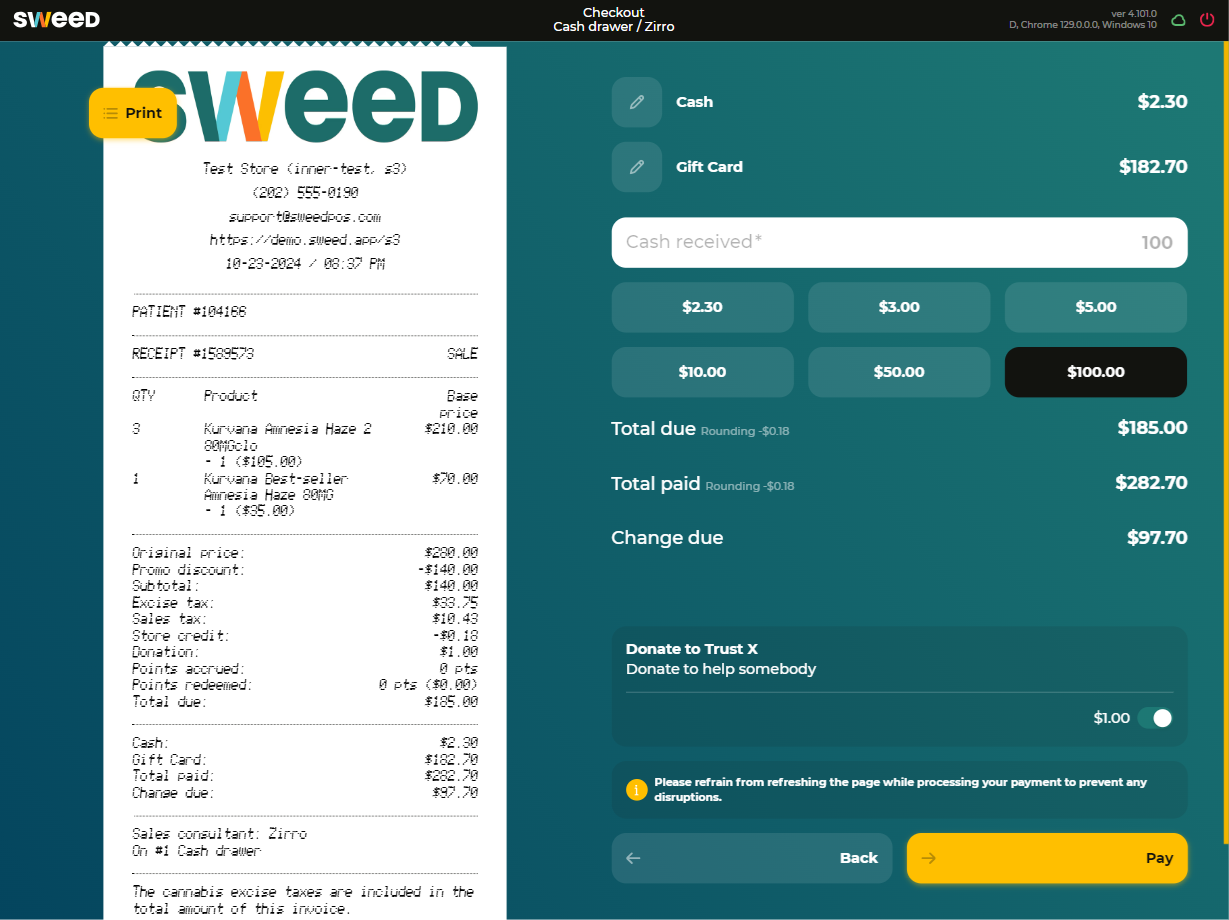 SWEED
Checkout
Cash drawer / Zirro
ver 4.101.0
D, Chrome 129.0.0.0, Windows 10
SWEED
Print
Test Store (inner-test, s3)
(202) 555-0190
support@sweedpos.com
https://demo.sweed.app/s3
10-23-2024 / 08:37 PM
PATIENT #104166
RECEIPT #1589573 SALE
QTY Product Base
price
3 Kurvana Amnesia Haze 2 $210.00
80MGolo
- 1 ($105.00)
1 Kurvana Best-seller $70.00
Amnesia Haze 80MG
- 1 ($35.00)
Original price: $280.00
Promo discount: -$140.00
Subtotal: $140.00
Excise tax: $33.75
Sales tax: $10.43
Store credit: -$0.18
Donation: $1.00
Points accrued: 0 pts
Points redeemed: 0 pts ($0.00)
Total due: $185.00
Cash: $2.30
Gift Card: $182.70
Total paid: $282.70
Change due: $97.70
Sales consultant: Zirro
On #1 Cash drawer
The cannabis excise taxes are included in the
total amount of this invoice.
Cash $2.30
Gift Card $182.70
Cash received* 100
$2.30 $3.00 $5.00
$10.00 $50.00 $100.00
Total due Rounding -$0.18 $185.00
Total paid Rounding -$0.18 $282.70
Change due $97.70
Donate to Trust X
Donate to help somebody
$1.00
Please refrain from refreshing the page while processing your payment to prevent any
disruptions.
Back
Pay